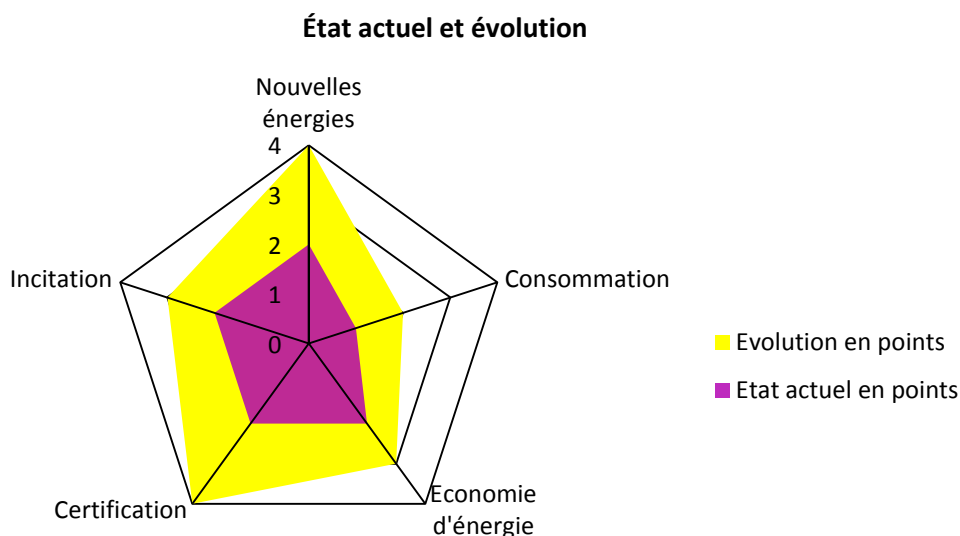 État actuel et évolution
Nouvelles
énergies
4
3
2
1
0
Incitation
Consommation
Evolution en points
Etat actuel en points
Certification
Economie
d'énergie